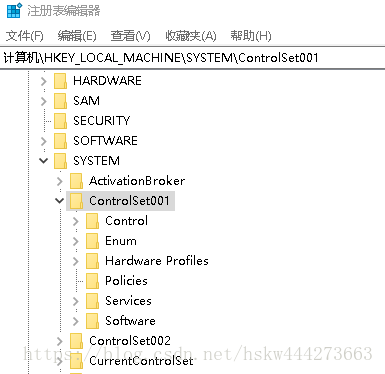 注册表编辑器
文件(F) 编辑(E) 查看(V) 收藏夹(A) 帮助(H)
计算机\HKEY_LOCAL_MACHINE\SYSTEM\ControlSet001
HARDWARE
SAM
SECURITY
SOFTWARE
SYSTEM
ActivationBroker
ControlSet001
Control
Enum
Hardware Profiles
Policies
Services
Software
ControlSet002
https://blog.csdn.net/hskw444273663
CurrentControlSet